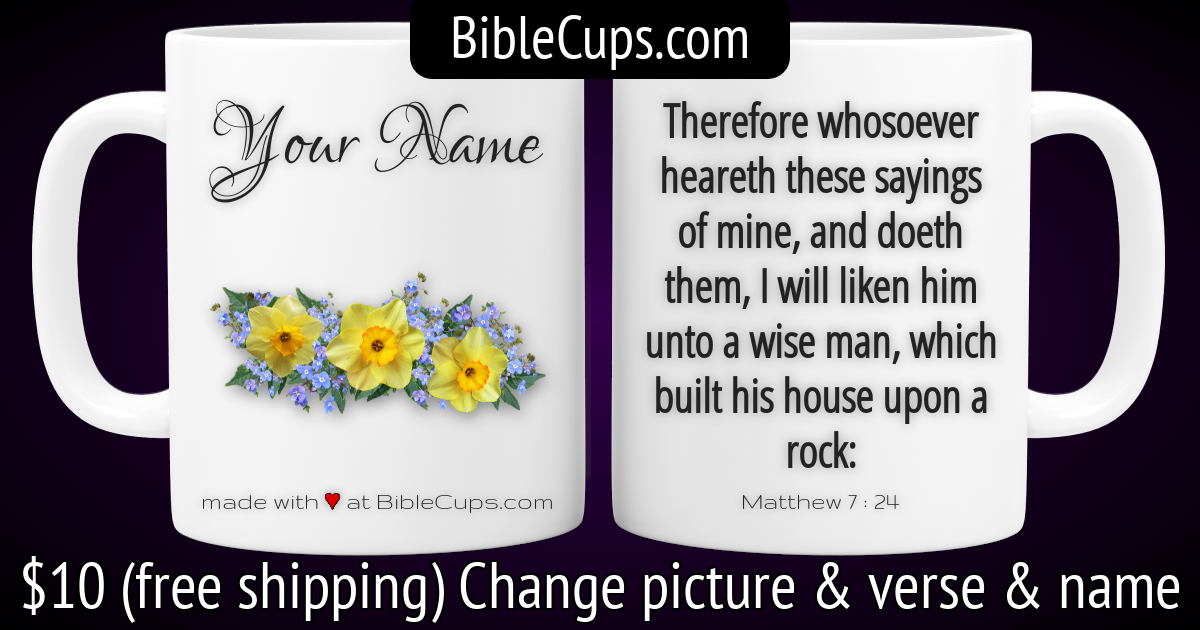 BibleCups.com
Your Name
made with ♥ at BibleCups.com
Therefore whosoever
heareth these sayings
of mine, and doeth
them, I will liken him
unto a wise man, which
built his house upon a
rock:
Matthew 7 : 24
$10 (free shipping) Change picture & verse & name